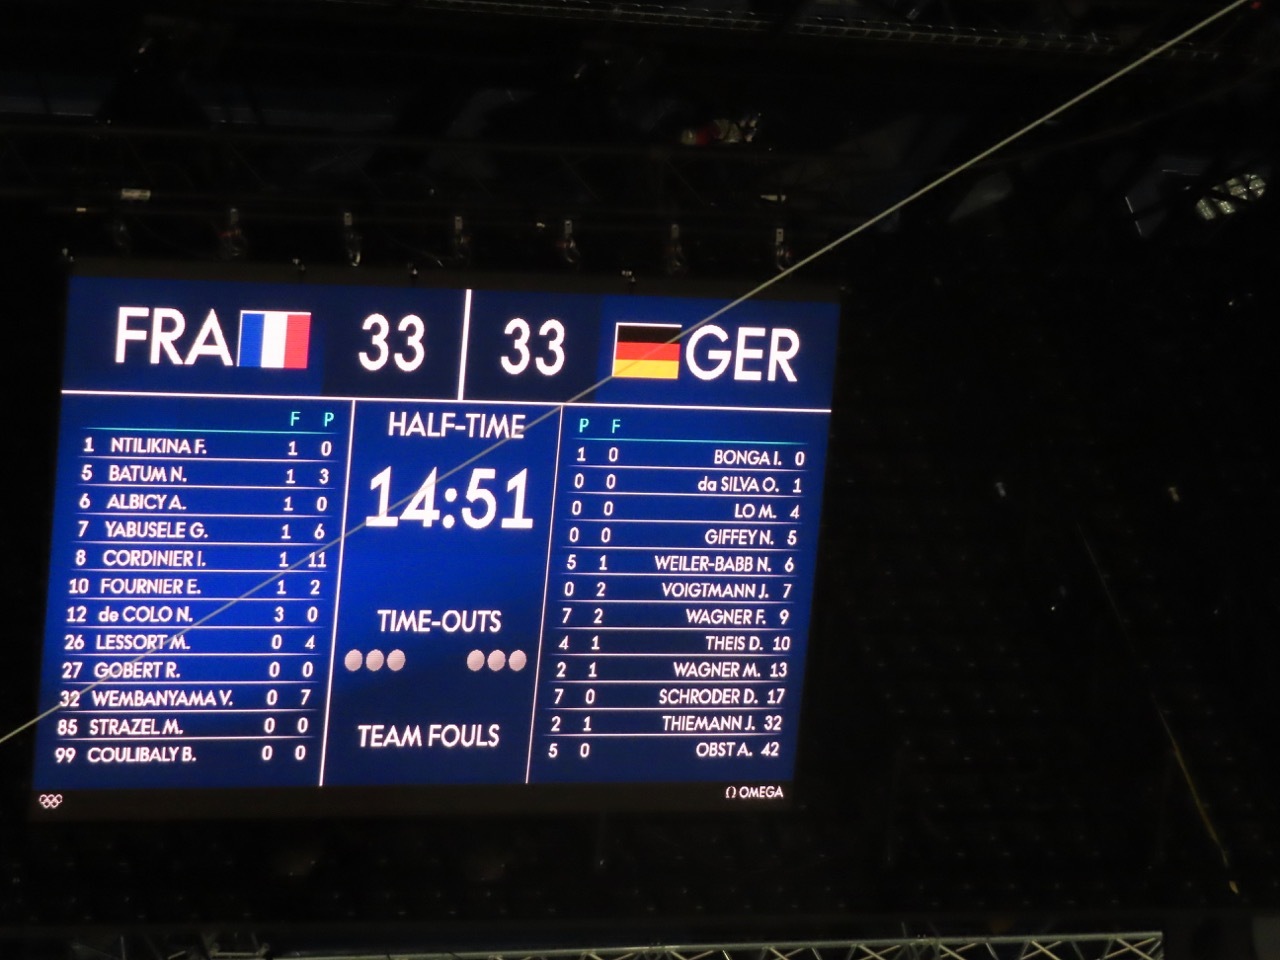 FRA 33 33 GER
F P
1 NTILIKINA F. 1 0
5 BATUM N. 1 3
6 ALBICY A. 1 0
7 YABUSELE G. 1 6
8 CORDINIER I. 1 11
10 FOURNIER E. 1 2
12 de COLO N. 3 0
26 LESSORT M. 0 4
27 GOBERT R. 0 0
32 WEMBANYAMA V. 0 7
85 STRAZEL M. 0 0
99 COULIBALY B. 0 0
HALF-TIME
14:51
TIME-OUTS
TEAM FOULS
P F
1 0 BONGA I. 0
0 0 da SILVA O. 1
0 0 LO M. 4
0 0 GIFFEY N. 5
5 1 WEILER-BABB N. 6
0 2 VOIGTMANN J. 7
7 2 WAGNER F. 9
4 1 THEIS D. 10
2 1 WAGNER M. 13
7 0 SCHRODER D. 17
2 1 THIEMANN J. 32
5 0 OBST A. 42
Ω OMEGA